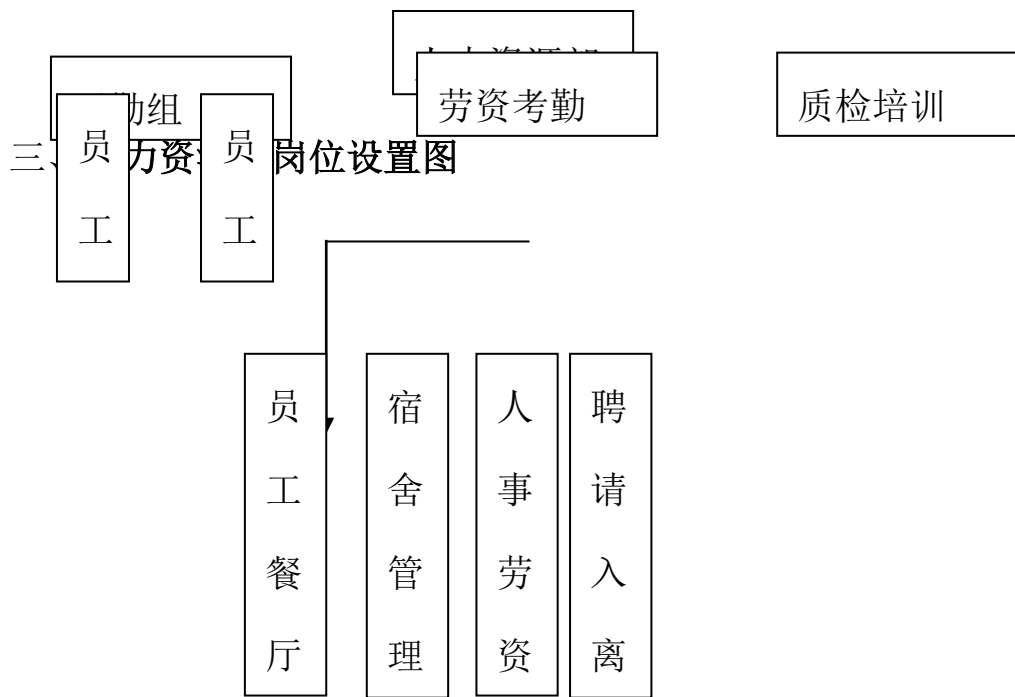 劳资考勤
质检培训
勤组
员工
员工
三、
力资
岗位设置图
员工餐厅
宿舍管理
人事劳资
聘请入离